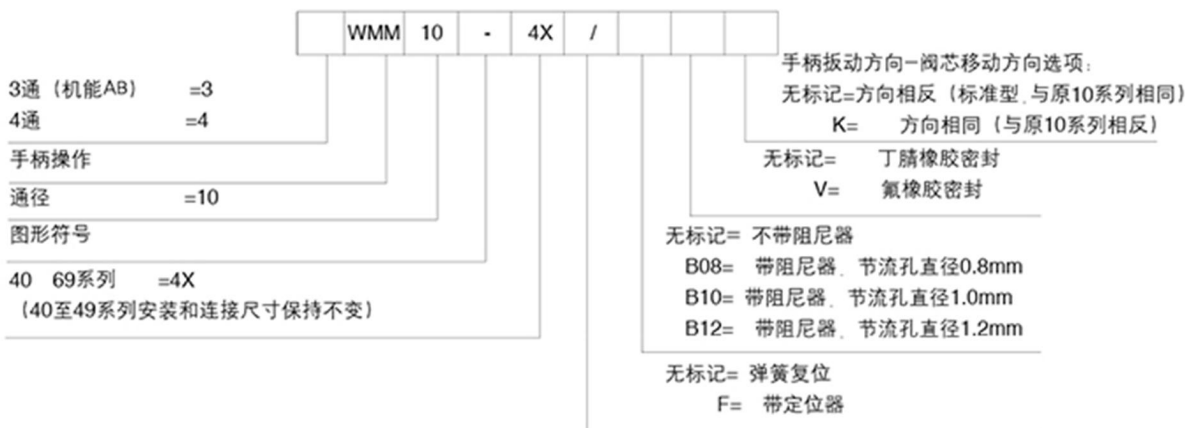 WMM 10 - 4X /
3通（机能AB） =3
4通 =4
手柄操作
通径 =10
图形符号
40 69系列 =4X
（40至49系列安装和连接尺寸保持不变）
手柄扳动方向-阀芯移动方向选项:
无标记=方向相反（标准型.与原10系列相同）
K= 方向相同（与原10系列相反）
无标记= 丁腈橡胶密封
V= 氟橡胶密封
无标记= 不带阻尼器
B08= 带阻尼器．节流孔直径0.8mm
B10= 带阻尼器．节流孔直径1.0mm
B12= 带阻尼器．节流孔直径1.2mm
无标记= 弹簧复位
F= 带定位器